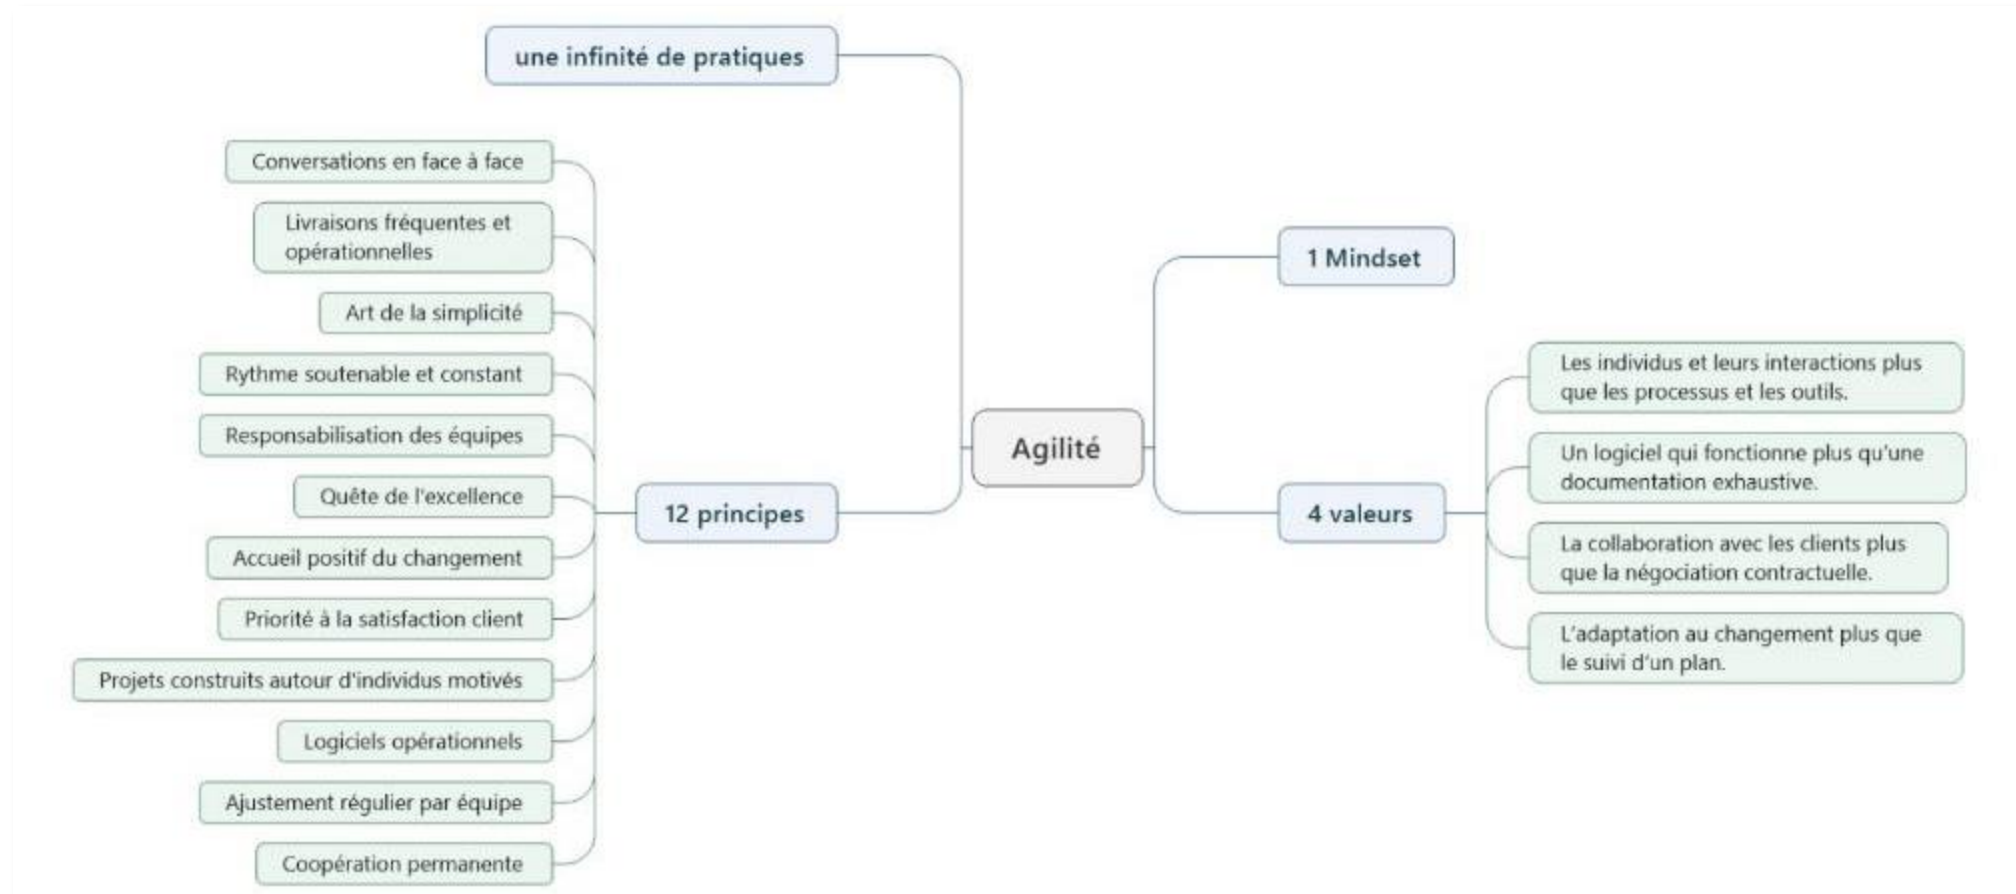 une infinité de pratiques
Conversations en face à face
Livraisons fréquentes et
opérationnelles
Art de la simplicité
Rythme soutenable et constant
Responsabilisation des équipes
Quête de l'excellence
Accueil positif du changement
Priorité à la satisfaction client
Projets construits autour d'individus motivés
Logiciels opérationnels
Ajustement régulier par équipe
Coopération permanente
12 principes
Agilité
1 Mindset
4 valeurs
Les individus et leurs interactions plus
que les processus et les outils.
Un logiciel qui fonctionne plus qu’une
documentation exhaustive.
La collaboration avec les clients plus
que la négociation contractuelle.
L’adaptation au changement plus que
le suivi d’un plan.